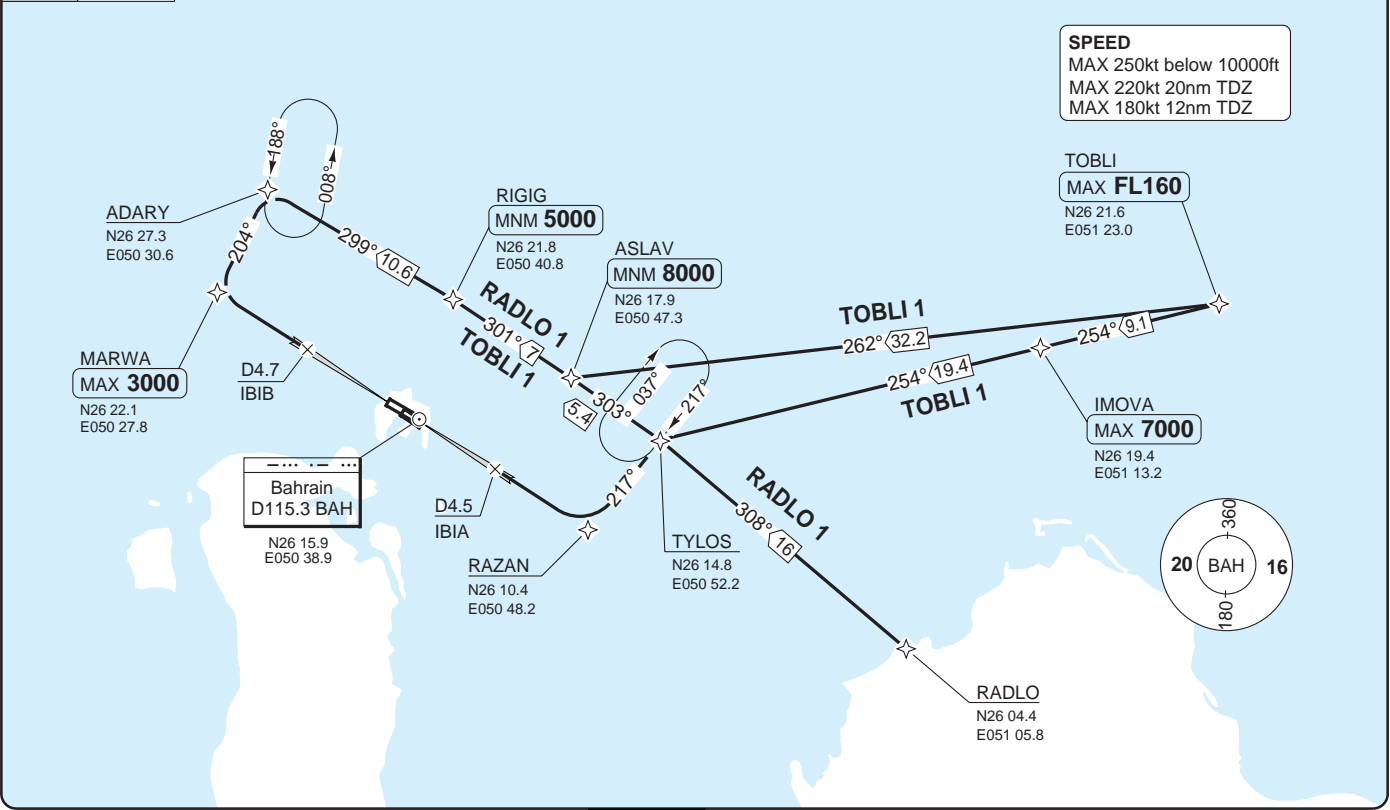 SPEED
MAX 250kt below 10000ft
MAX 220kt 20nm TDZ
MAX 180kt 12nm TDZ
TOBLI
MAX FL160
N26 21.6
E051 23.0
188°
008°
ADARY
N26 27.3
E050 30.6
204°
299° 10.6
RIGIG
MNM 5000
N26 21.8
E050 40.8
ASLAV
MNM 8000
N26 17.9
E050 47.3
RADLO 1
301° 7
TOBLI 1
TOBLI 1
262° 32.2
254° 9.1
254° 19.4
TOBLI 1
MARWA
MAX 3000
N26 22.1
E050 27.8
D4.7
IBIB
303°
5.4
037°
217°
IMOVA
MAX 7000
N26 19.4
E051 13.2
Bahrain
D115.3 BAH
N26 15.9
E050 38.9
D4.5
IBIA
217°
RAZAN
N26 10.4
E050 48.2
TYLOS
N26 14.8
E050 52.2
RADLO 1
308° 16
360
20 BAH 16
180
RADLO
N26 04.4
E051 05.8